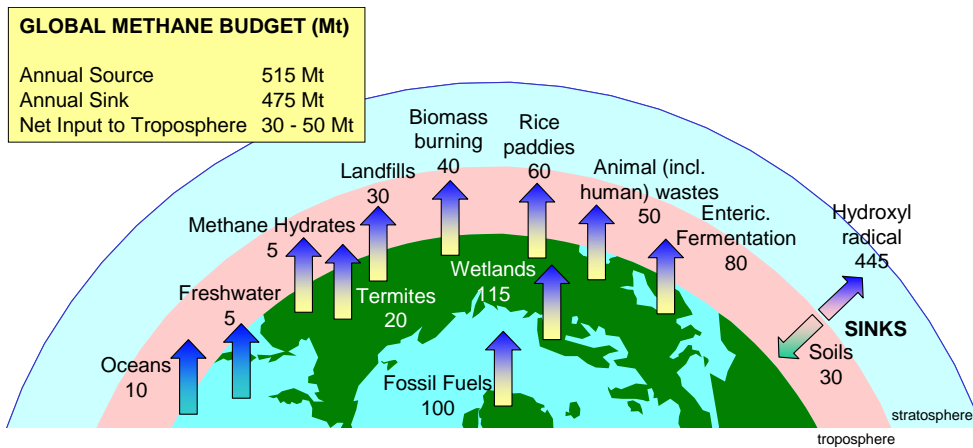 GLOBAL METHANE BUDGET (Mt)
Annual Source 515 Mt
Annual Sink 475 Mt
Net Input to Troposphere 30 - 50 Mt
Biomass
burning
40
Rice
paddies
60
Landfills
30
Animal (incl.
human) wastes
50
Methane Hydrates
5
Enteric.
Fermentation
80
Hydroxyl
radical
445
Freshwater
5
Termites
20
Wetlands
115
SINKS
Oceans
10
Fossil Fuels
100
Soils
30
stratosphere
troposphere